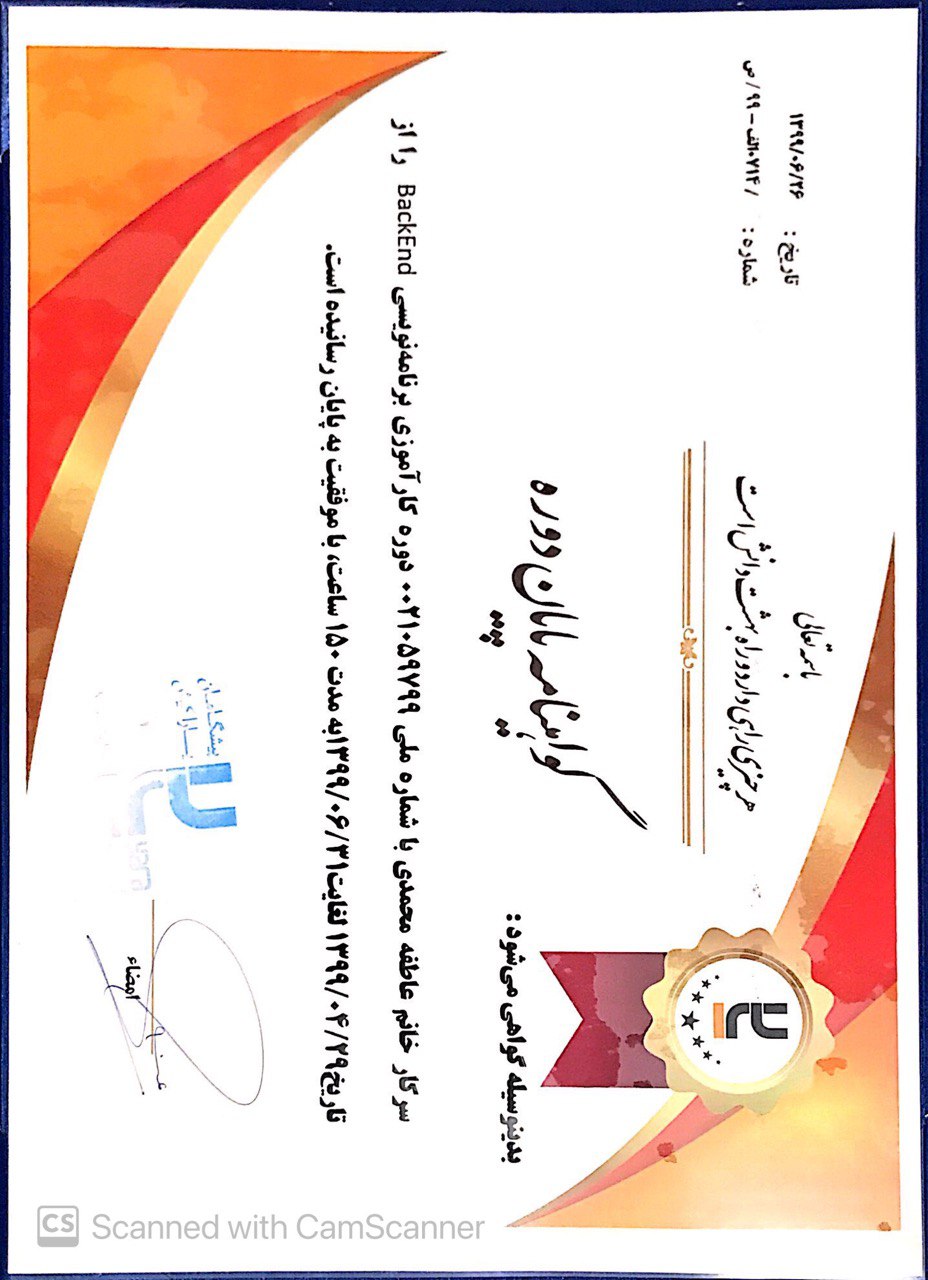 باسمه تعالی
هر چیزی راهی دارد و راه بهشت دانش است
تاریخ : ۱۳۹۹/۰۶/۲۶
شماره : / ۰۷۱۴الف – ۹۹ / ص
گواهینامه پایان دوره
بدینوسیله گواهی می‌شود :
سرکار خانم عاطفه محمدی با شماره ملی ۰۰۲۱۰۵۹۷۹۹ دوره کارآموزی برنامه‌نویسی BackEnd را از
تاریخ۱۳۹۹/۰۴/۲۹ لغایت۱۳۹۹/۰۶/۳۱به مدت ۱۵۰ ساعت، با موفقیت به پایان رسانیده است.
پیشگامان
امضاء
Scanned with CamScanner
CS